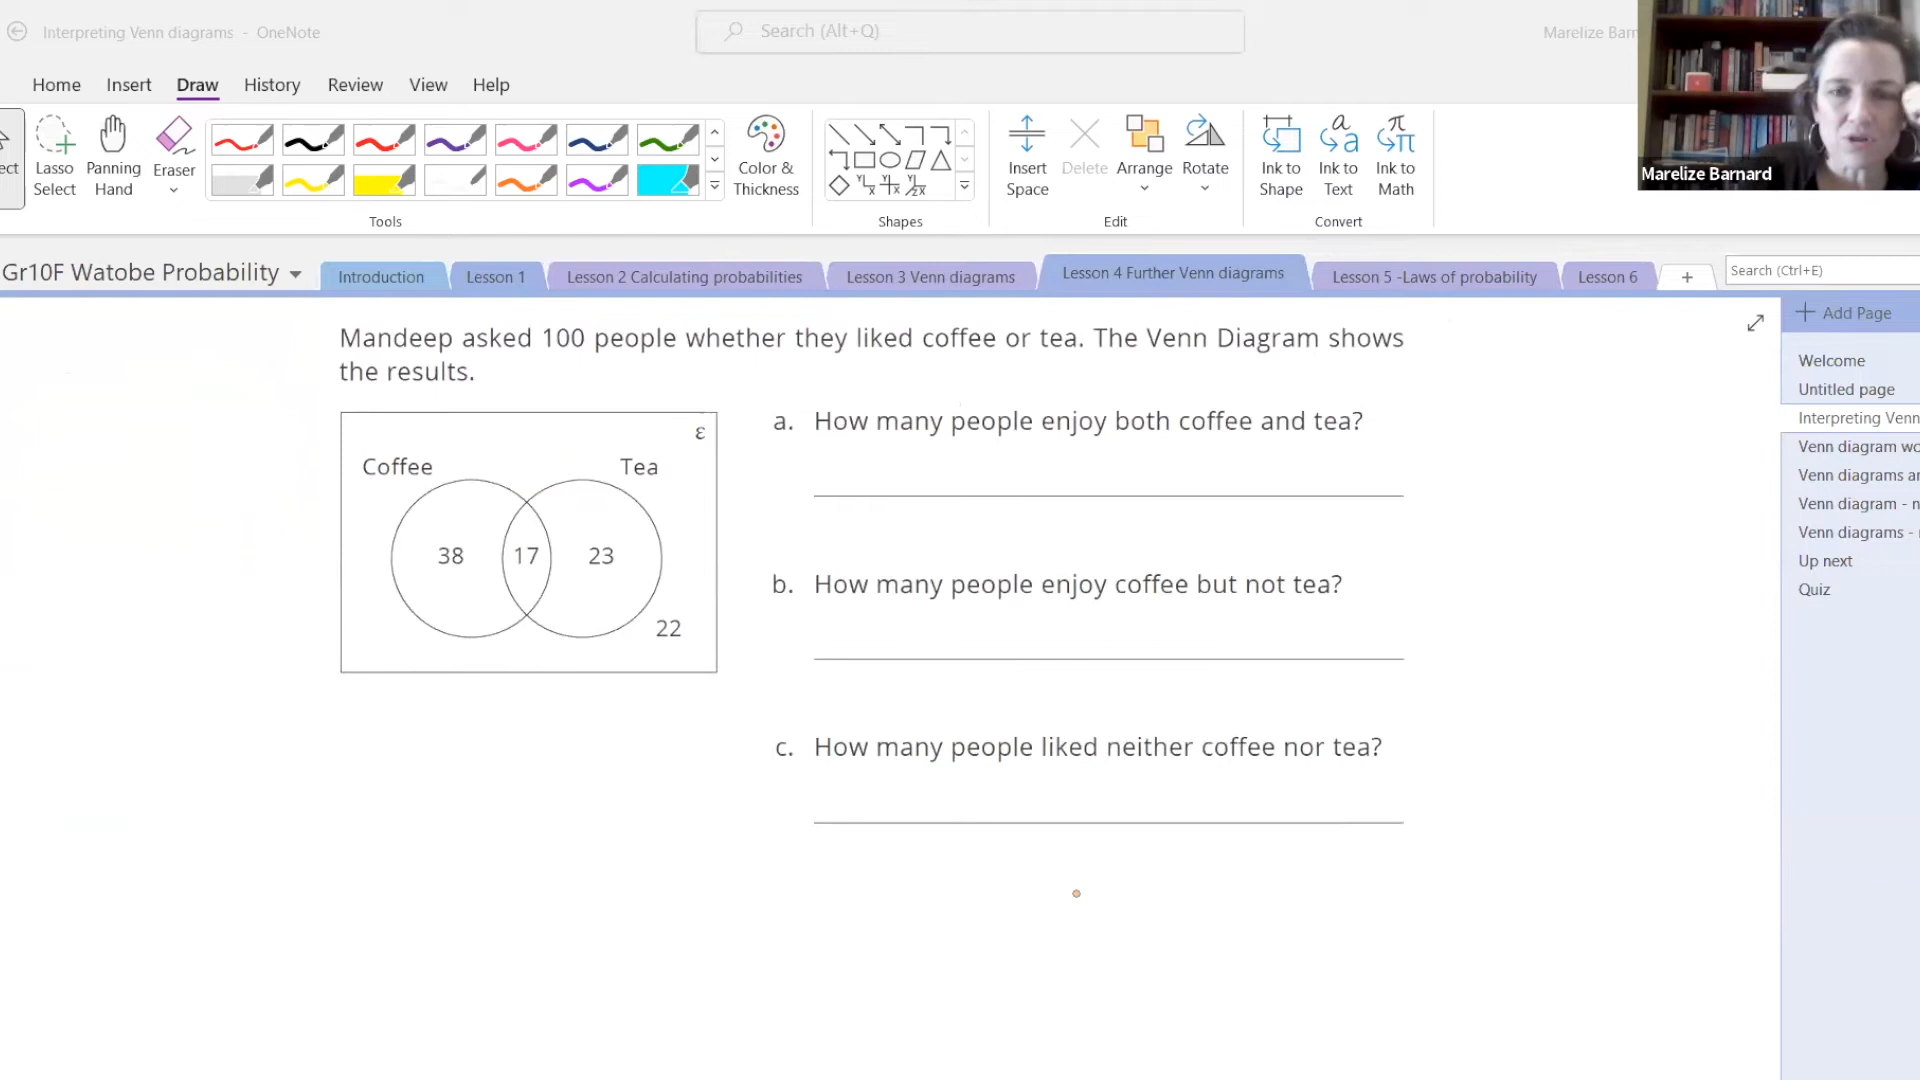 Interpreting Venn diagrams - OneNote
Search (Alt+Q)
Marelize
Home Insert Draw History Review View Help
Lasso Select
Panning Hand
Eraser
Color & Thickness
Insert Space
Delete
Arrange
Rotate
Ink to Shape
Ink to Text
Ink to Math
Tools
Shapes
Edit
Convert
Marelize Barnard
Gr10F Watobe Probability
Introduction
Lesson 1
Lesson 2 Calculating probabilities
Lesson 3 Venn diagrams
Lesson 4 Further Venn diagrams
Lesson 5 -Laws of probability
Lesson 6
+
Search (Ctrl+E)
Mandeep asked 100 people whether they liked coffee or tea. The Venn Diagram shows
the results.
ε
Coffee Tea
38 17 23
22
a. How many people enjoy both coffee and tea?
b. How many people enjoy coffee but not tea?
c. How many people liked neither coffee nor tea?
Add Page
Welcome
Untitled page
Interpreting Venn
Venn diagram
Venn diagrams
Venn diagram -
Venn diagrams -
Up next
Quiz